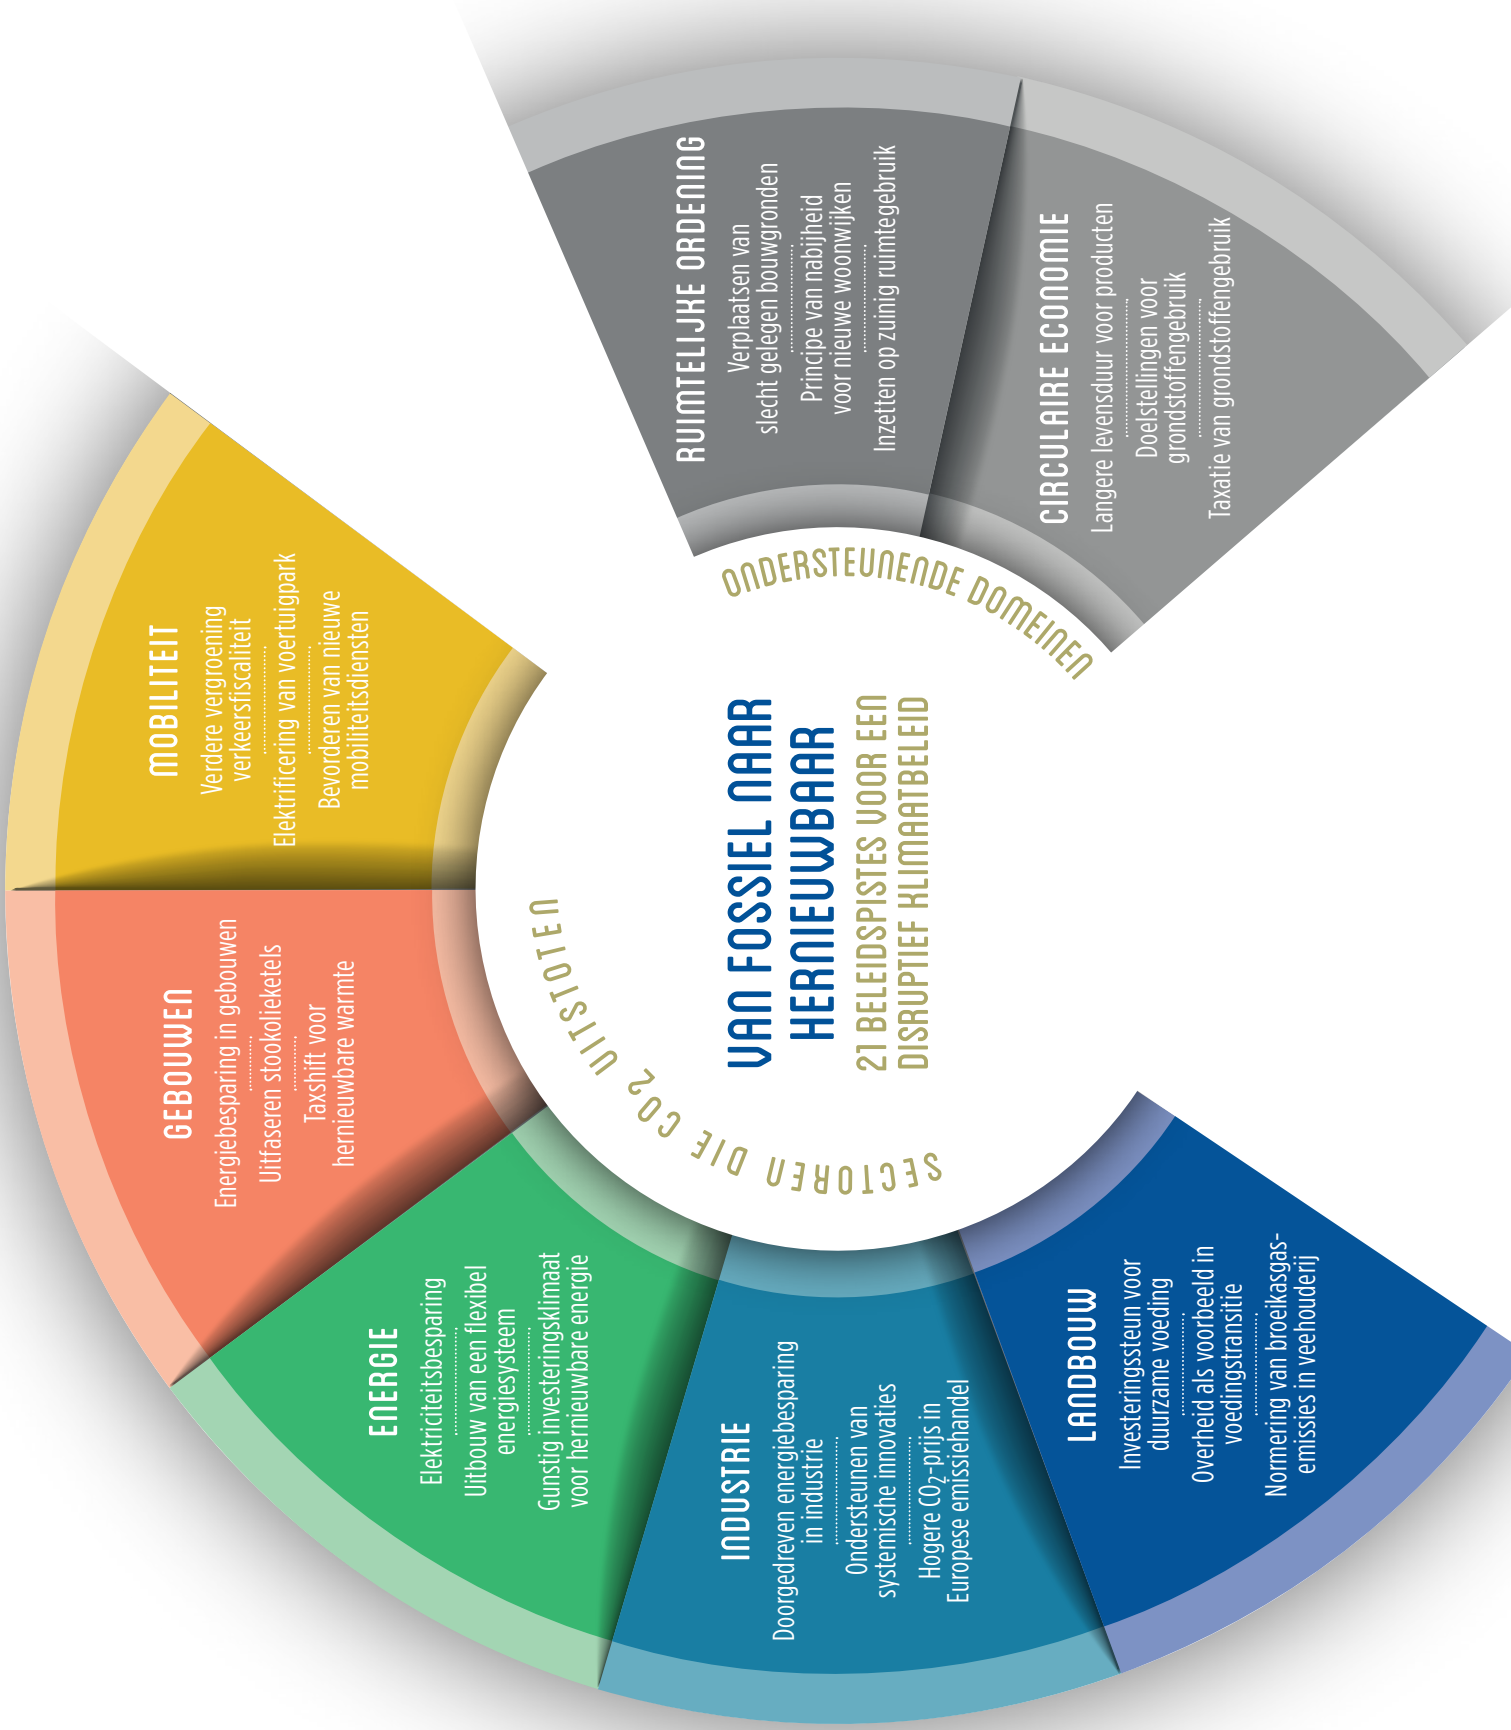 VAN FOSSIEL NAAR
HERNIEUWBAAR
21 BELEIDSPISTES VOOR EEN
DISRUPTIEF KLIMAATBELEID
SECTOREN DIE CO2 UITSTOTEN
LANDBOUW
Investeringssteun voor
duurzame voeding
Overheid als voorbeeld in
voedingstransitie
Normering van broeikasgas-
emissies in veehouderij
INDUSTRIE
Doorgedreven energiebesparing
in industrie
Ondersteunen van
systemische innovaties
Hogere CO2-prijs in
Europese emissiehandel
ENERGIE
Elektriciteitsbesparing
Uitbouw van een flexibel
energiesysteem
Gunstig investeringsklimaat
voor hernieuwbare energie
GEBOUWEN
Energiebesparing in gebouwen
Uitfaseren stookolieketels
Taxshift voor
hernieuwbare warmte
MOBILITEIT
Verdere vergroening
verkeersfiscaliteit
Elektrificering van voertuigpark
Bevorderen van nieuwe
mobiliteitsdiensten
ONDERSTEUNENDE DOMEINEN
RUIMTELIJKE ORDENING
Verplaatsen van
slecht gelegen bouwgronden
Principe van nabijheid
voor nieuwe woonwijken
Inzetten op zuinig ruimtegebruik
CIRCULAIRE ECONOMIE
Langere levensduur voor producten
Doelstellingen voor
grondstoffengebruik
Taxatie van grondstoffengebruik